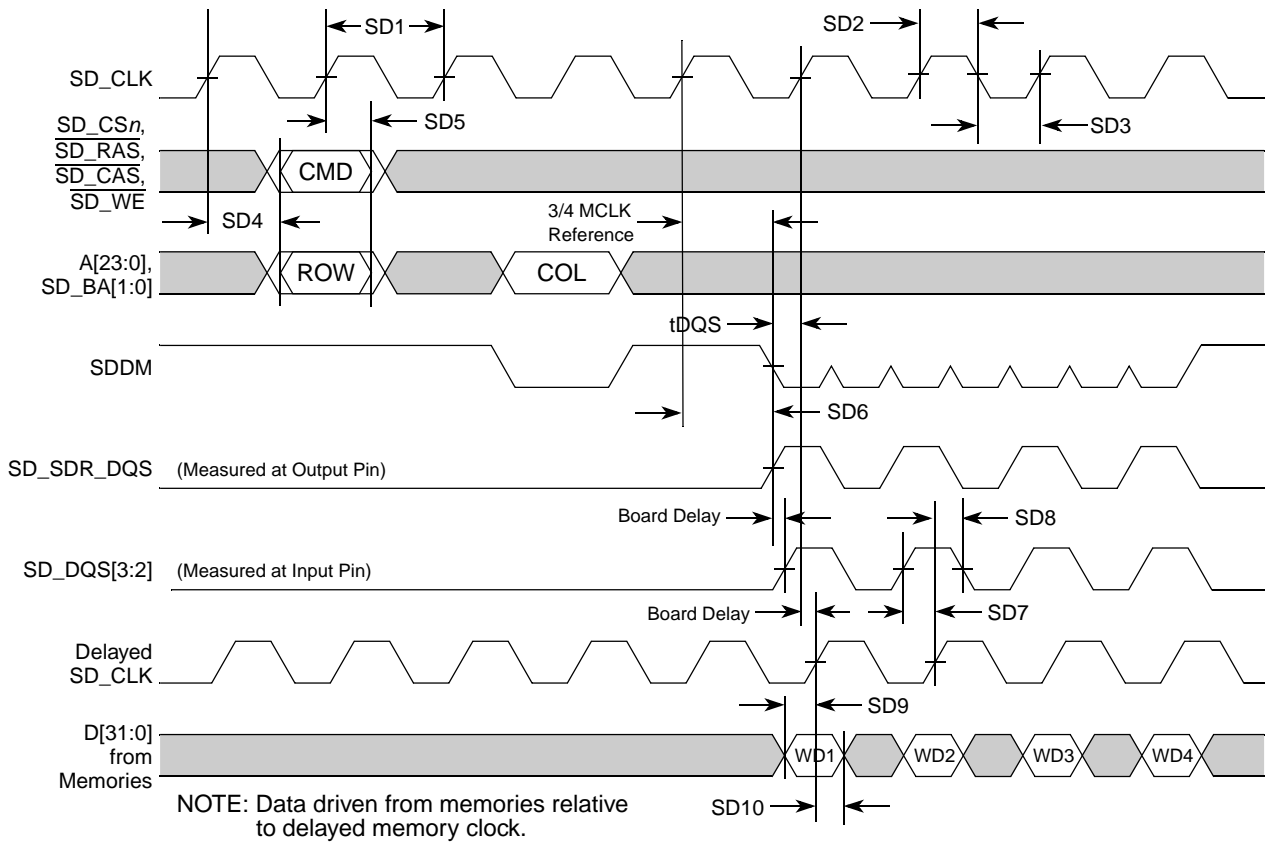 SD1
SD2
SD_CLK
SD5
SD3
SD_CSn,
SD_RAS,
SD_CAS,
SD_WE
CMD
SD4
3/4 MCLK
Reference
A[23:0],
SD_BA[1:0]
ROW
COL
tDQS
SDDM
SD6
SD_SDR_DQS
(Measured at Output Pin)
Board Delay
SD8
SD_DQS[3:2]
(Measured at Input Pin)
Board Delay
SD7
Delayed
SD_CLK
SD9
D[31:0]
from
Memories
WD1
WD2
WD3
WD4
NOTE: Data driven from memories relative
to delayed memory clock.
SD10